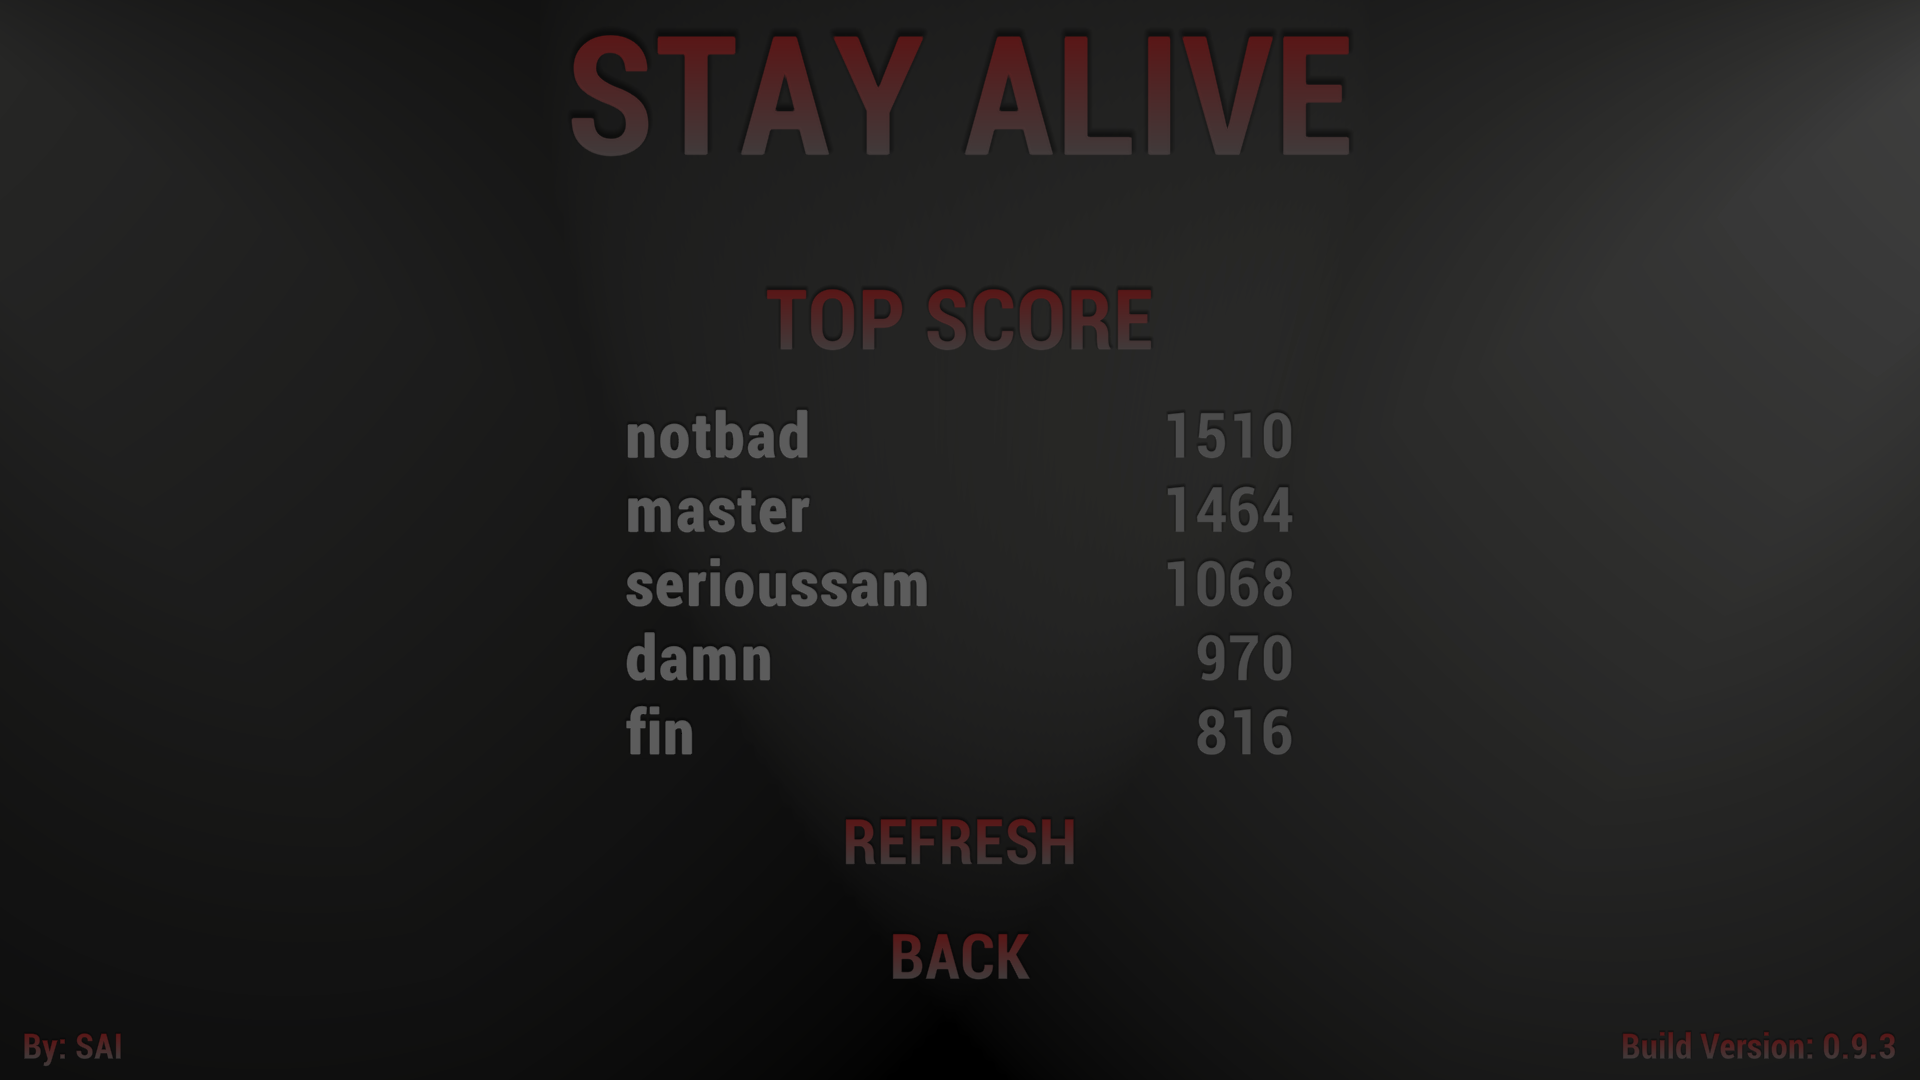 STAY ALIVE
TOP SCORE
notbad 1510
master 1464
serioussam 1068
damn 970
fin 816
REFRESH
BACK
By: SAI
Build Version: 0.9.3